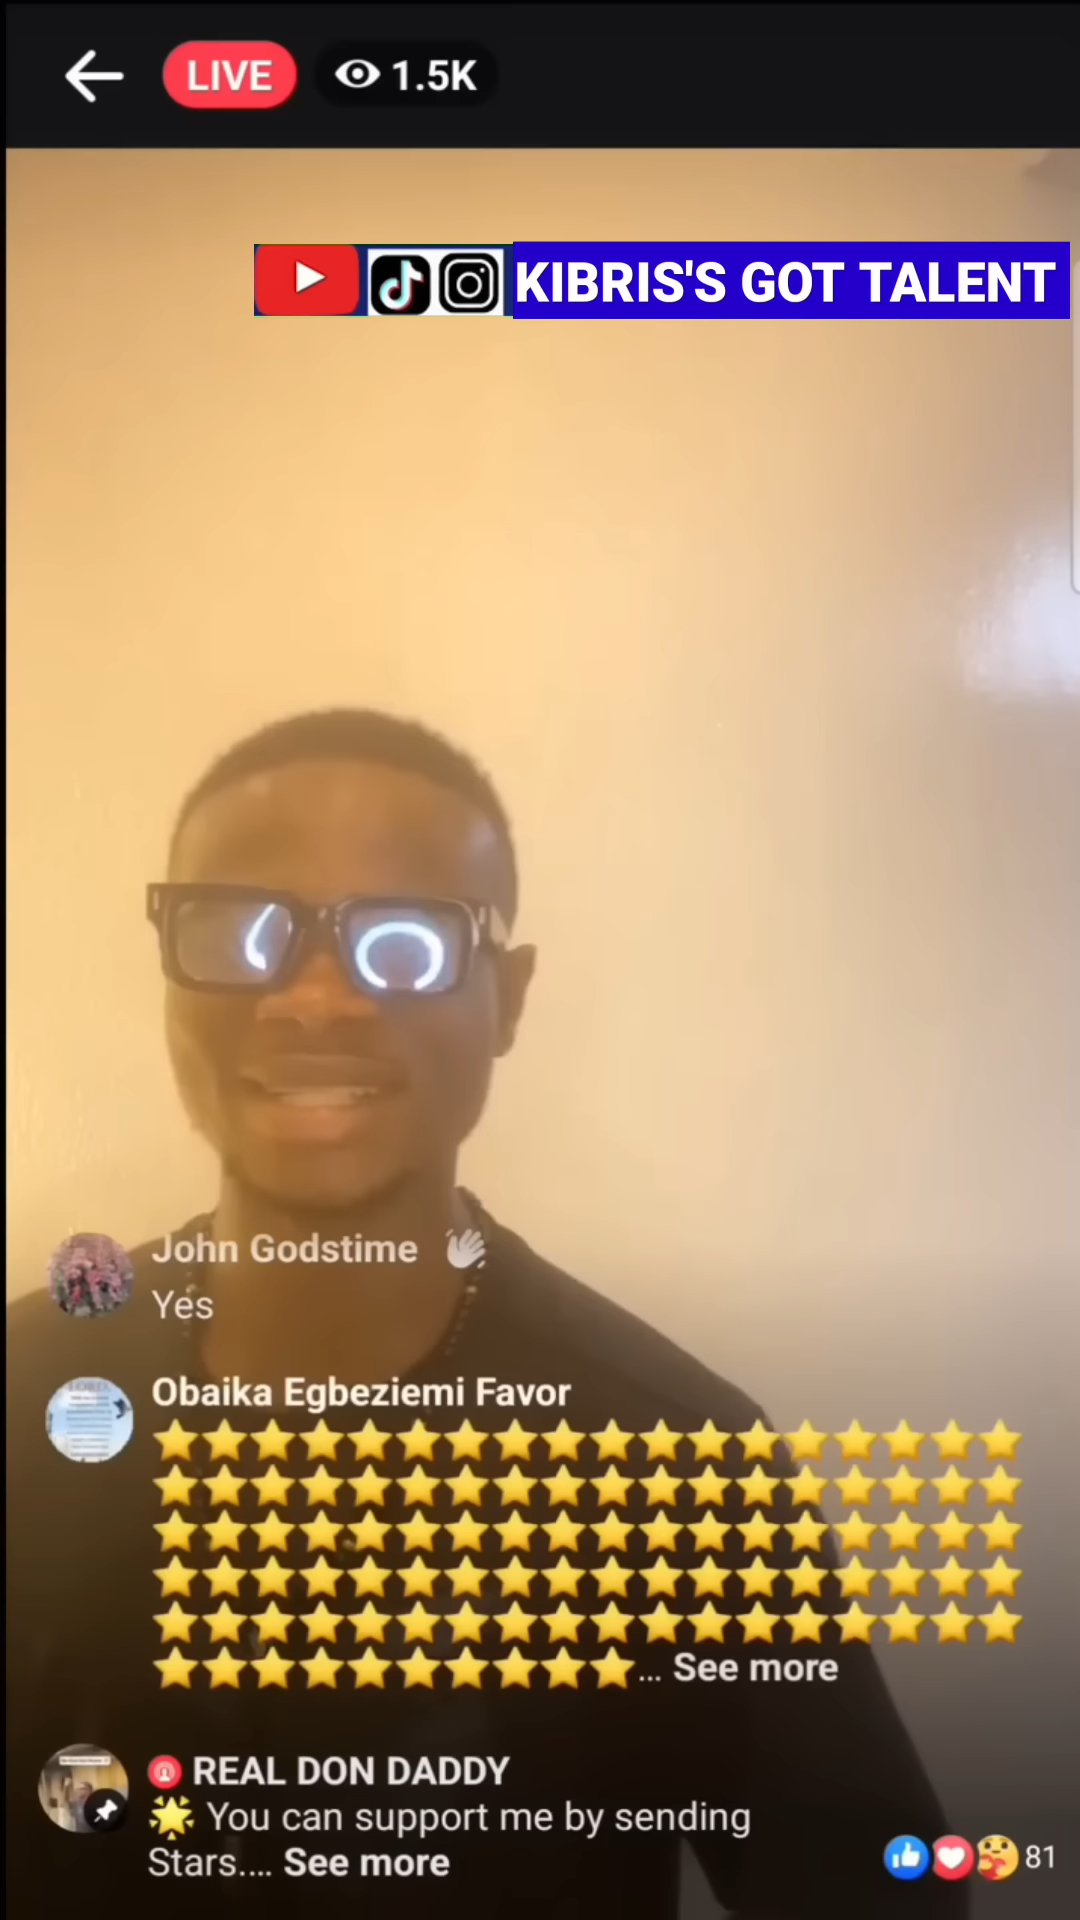 LIVE 1.5K
KIBRIS'S GOT TALENT
John Godstime 👋
Yes
Obaika Egbeziemi Favor
⭐⭐⭐⭐⭐⭐⭐⭐⭐⭐⭐⭐⭐⭐⭐⭐⭐⭐
⭐⭐⭐⭐⭐⭐⭐⭐⭐⭐⭐⭐⭐⭐⭐⭐⭐⭐
⭐⭐⭐⭐⭐⭐⭐⭐⭐⭐⭐⭐⭐⭐⭐⭐⭐⭐
⭐⭐⭐⭐⭐⭐⭐⭐⭐⭐⭐⭐⭐⭐⭐⭐⭐⭐
⭐⭐⭐⭐⭐⭐⭐⭐⭐⭐⭐⭐⭐⭐⭐⭐⭐⭐
⭐⭐⭐⭐⭐⭐⭐⭐⭐⭐... See more
REAL DON DADDY
🌟 You can support me by sending
Stars.... See more
81